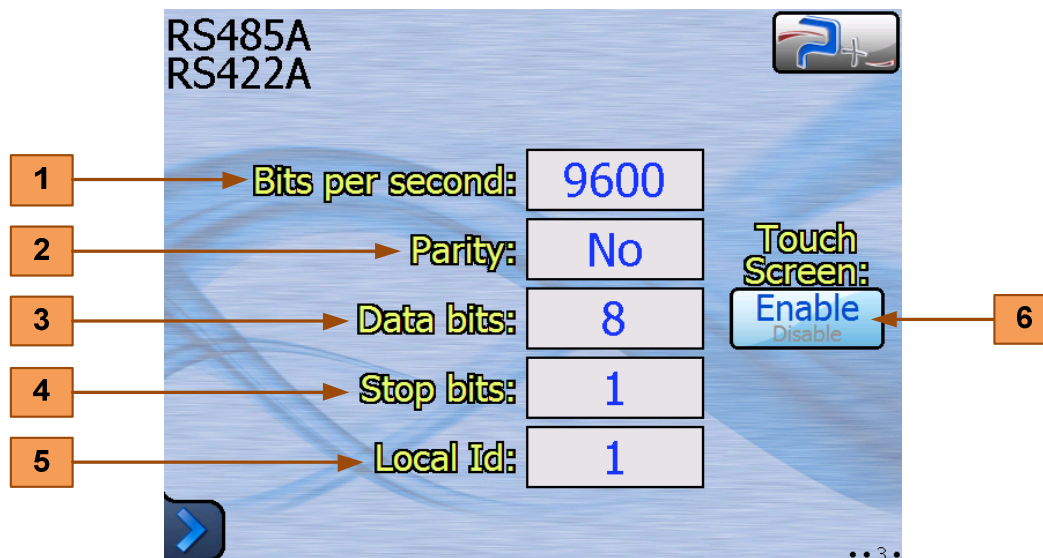 RS485A
RS422A
1
Bits per second: 9600
2
Parity: No
3
Data bits: 8
4
Stop bits: 1
5
Local Id: 1
Touch
Screen:
Enable
Disable
6
• • 3 •